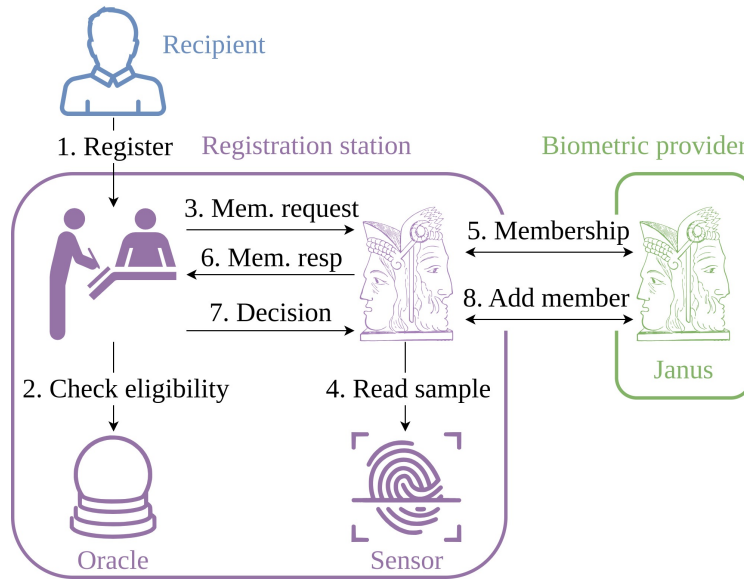 Recipient
1. Register
Registration station
Biometric provider
3. Mem. request
5. Membership
6. Mem. resp
7. Decision
8. Add member
Janus
2. Check eligibility
4. Read sample
Oracle
Sensor